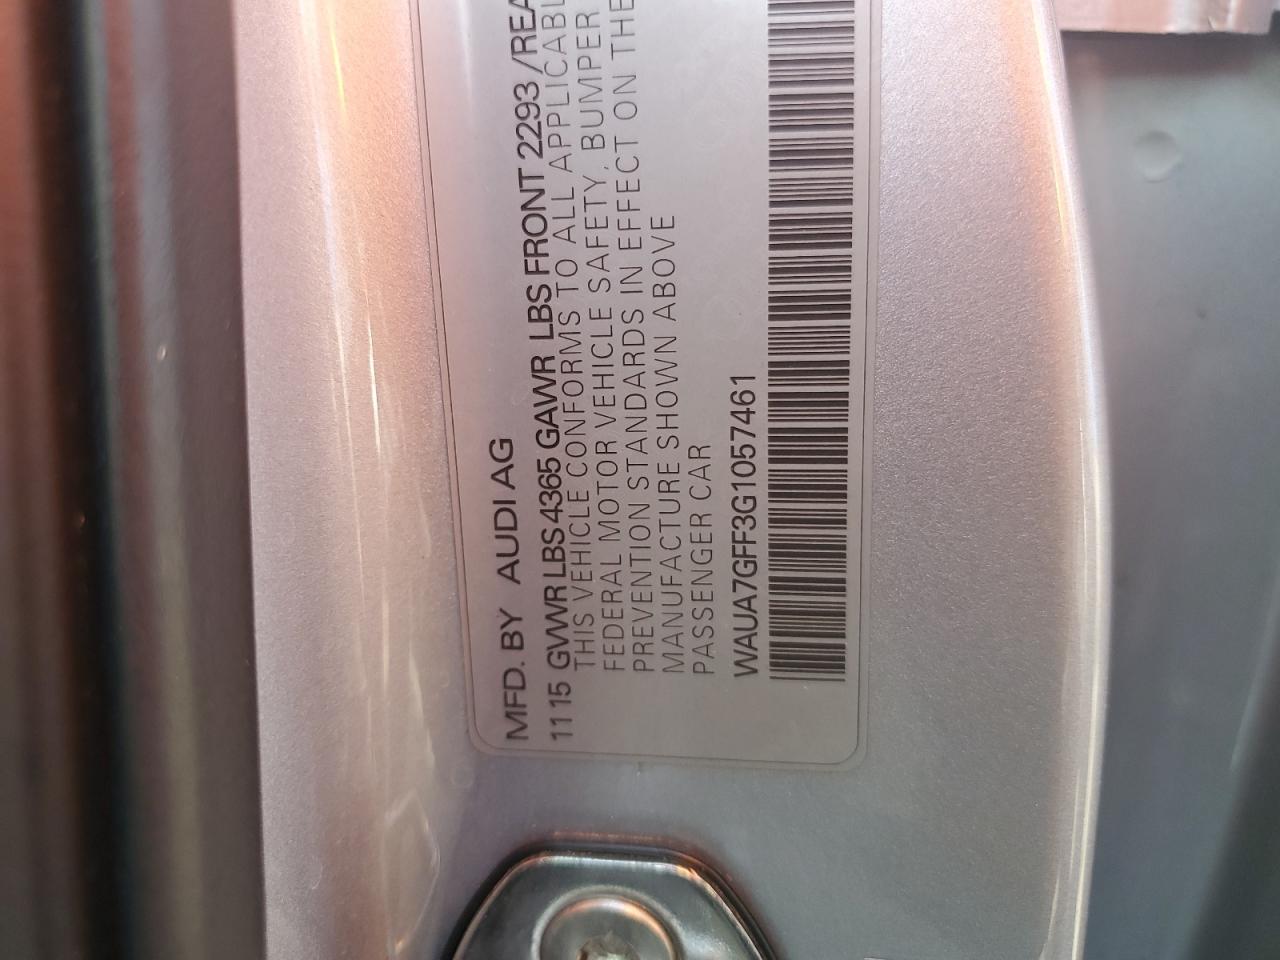 MFD. BY AUDI AG
11 15 GVWR LBS 4365 GAWR LBS FRONT 2293 /REA
THIS VEHICLE CONFORMS TO ALL APPLICABL
FEDERAL MOTOR VEHICLE SAFETY, BUMPER
PREVENTION STANDARDS IN EFFECT ON THE
MANUFACTURE SHOWN ABOVE
PASSENGER CAR
WAUA7GFF3G1057461